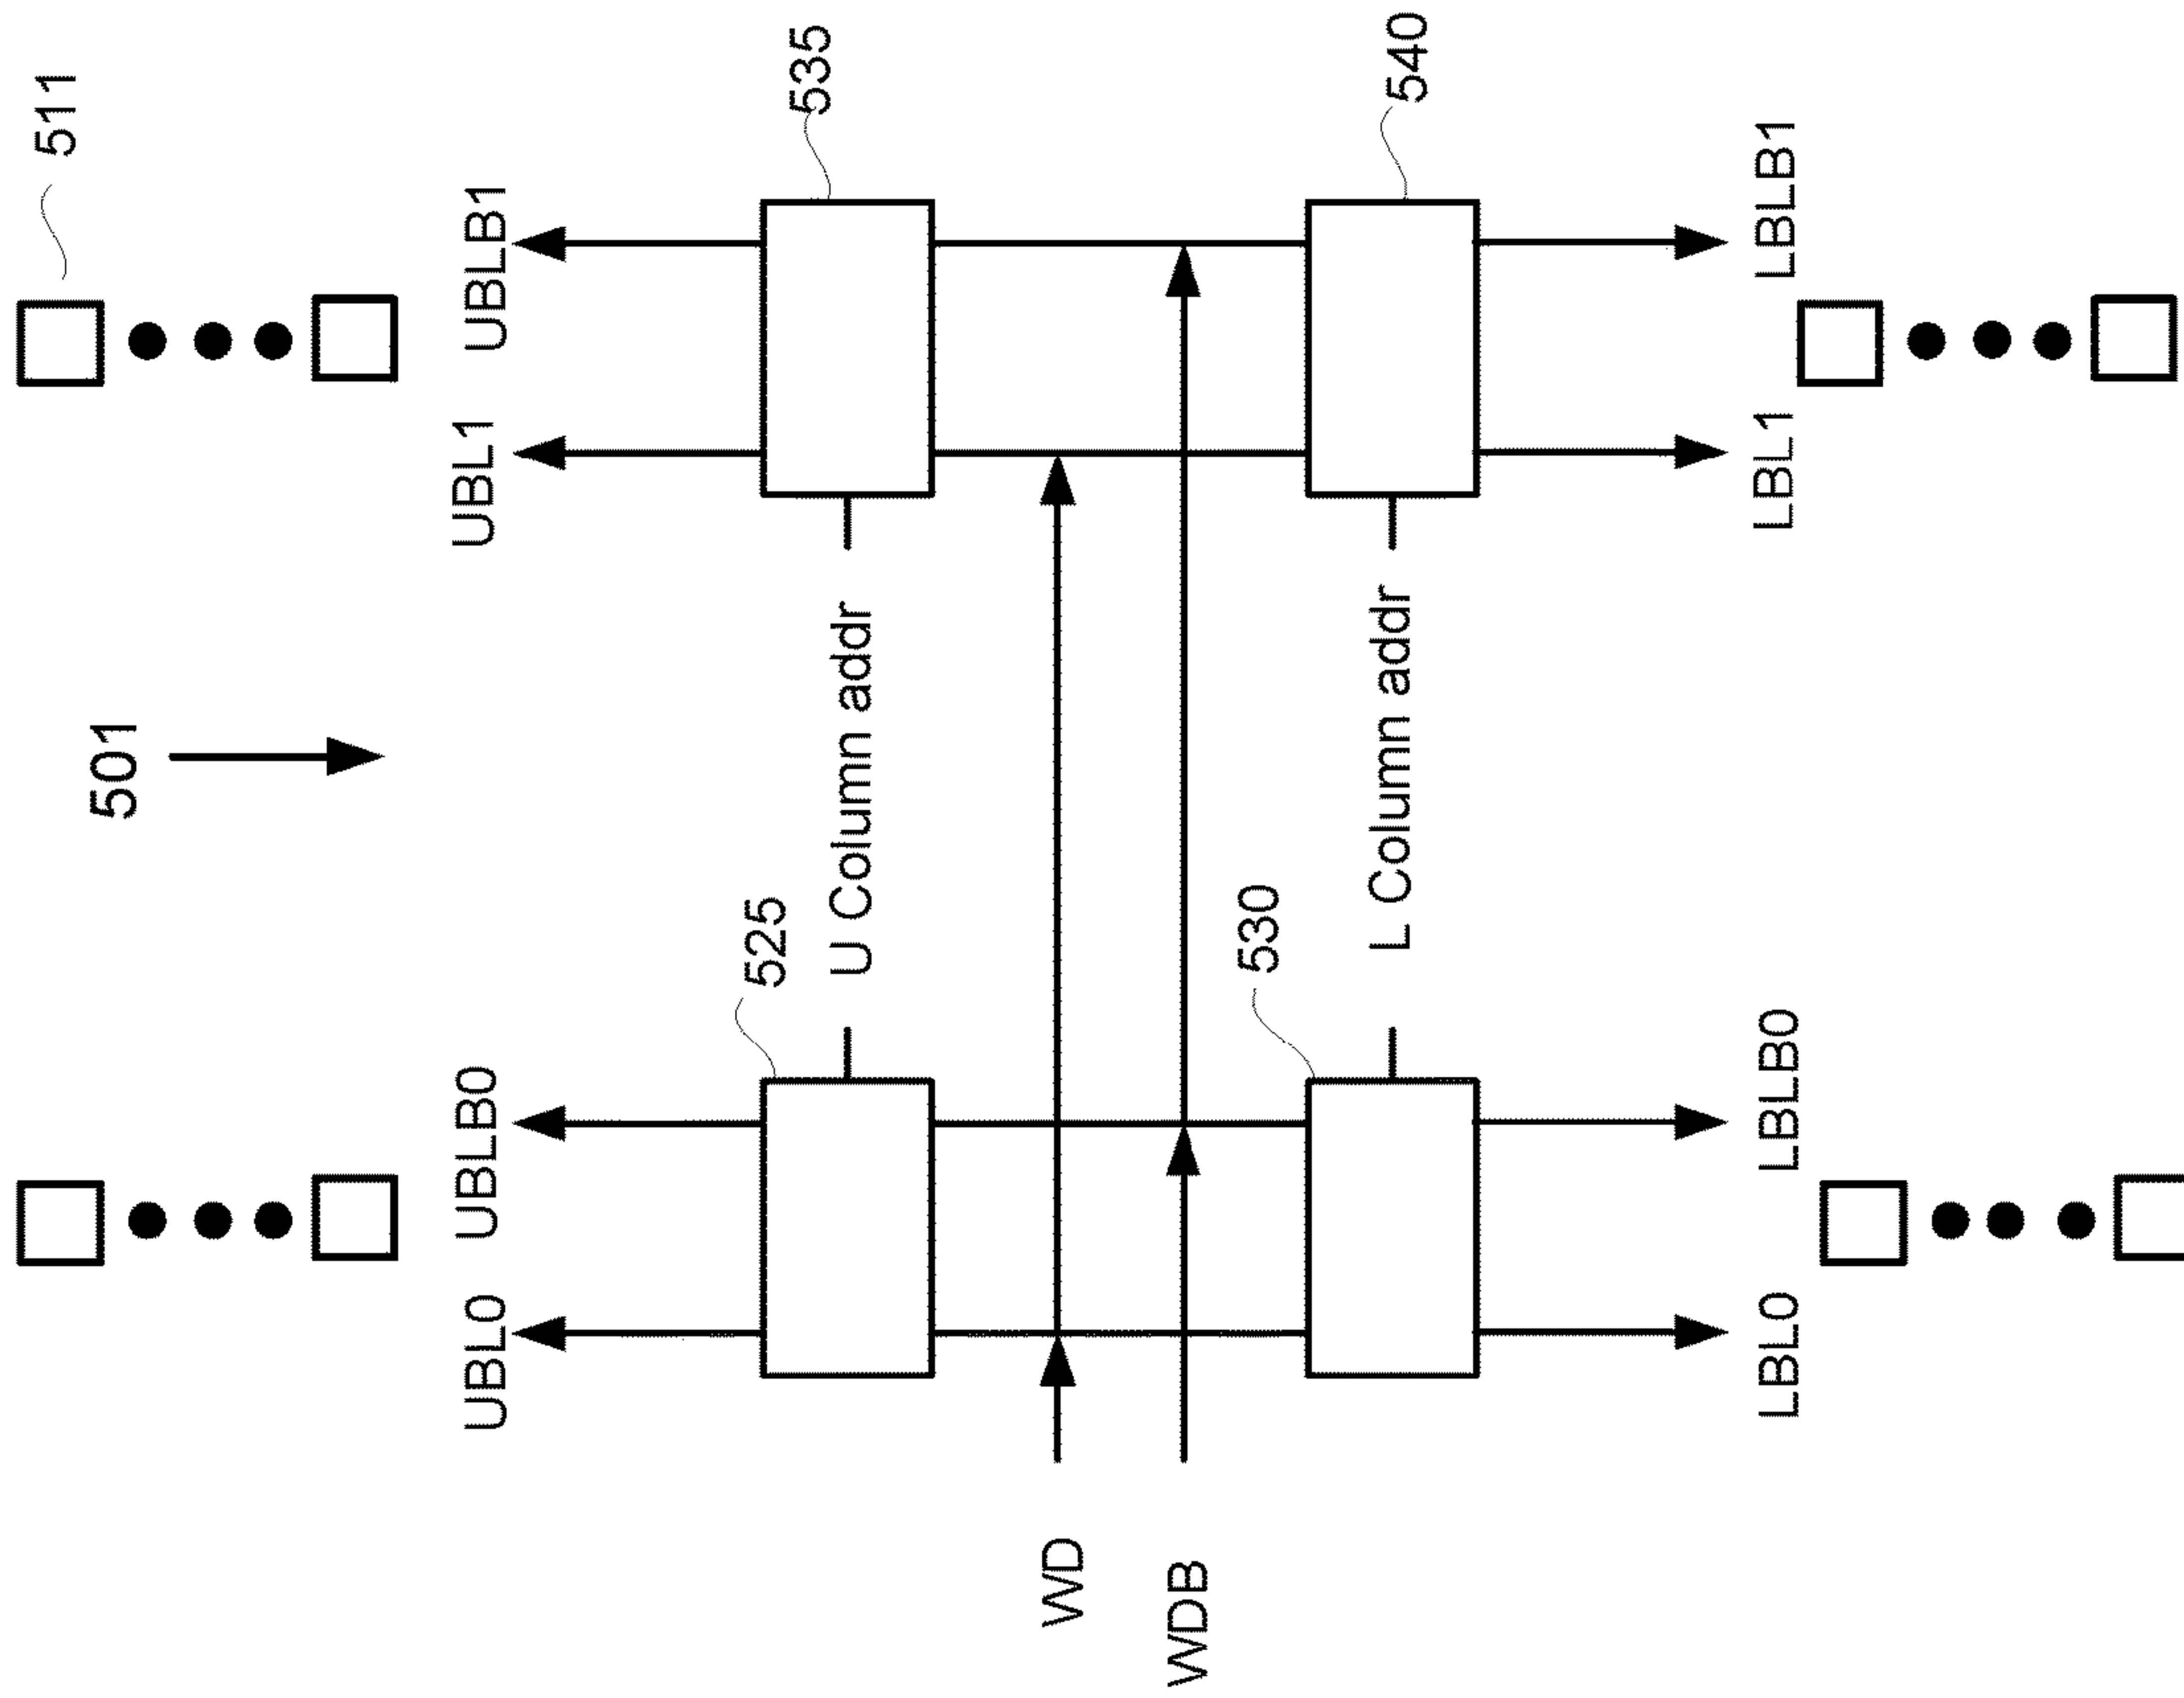 511
501
UBL0
UBLB0
UBL1
UBLB1
525
535
U Column addr
WD
WDB
530
540
L Column addr
LBL0
LBLB0
LBL1
LBLB1